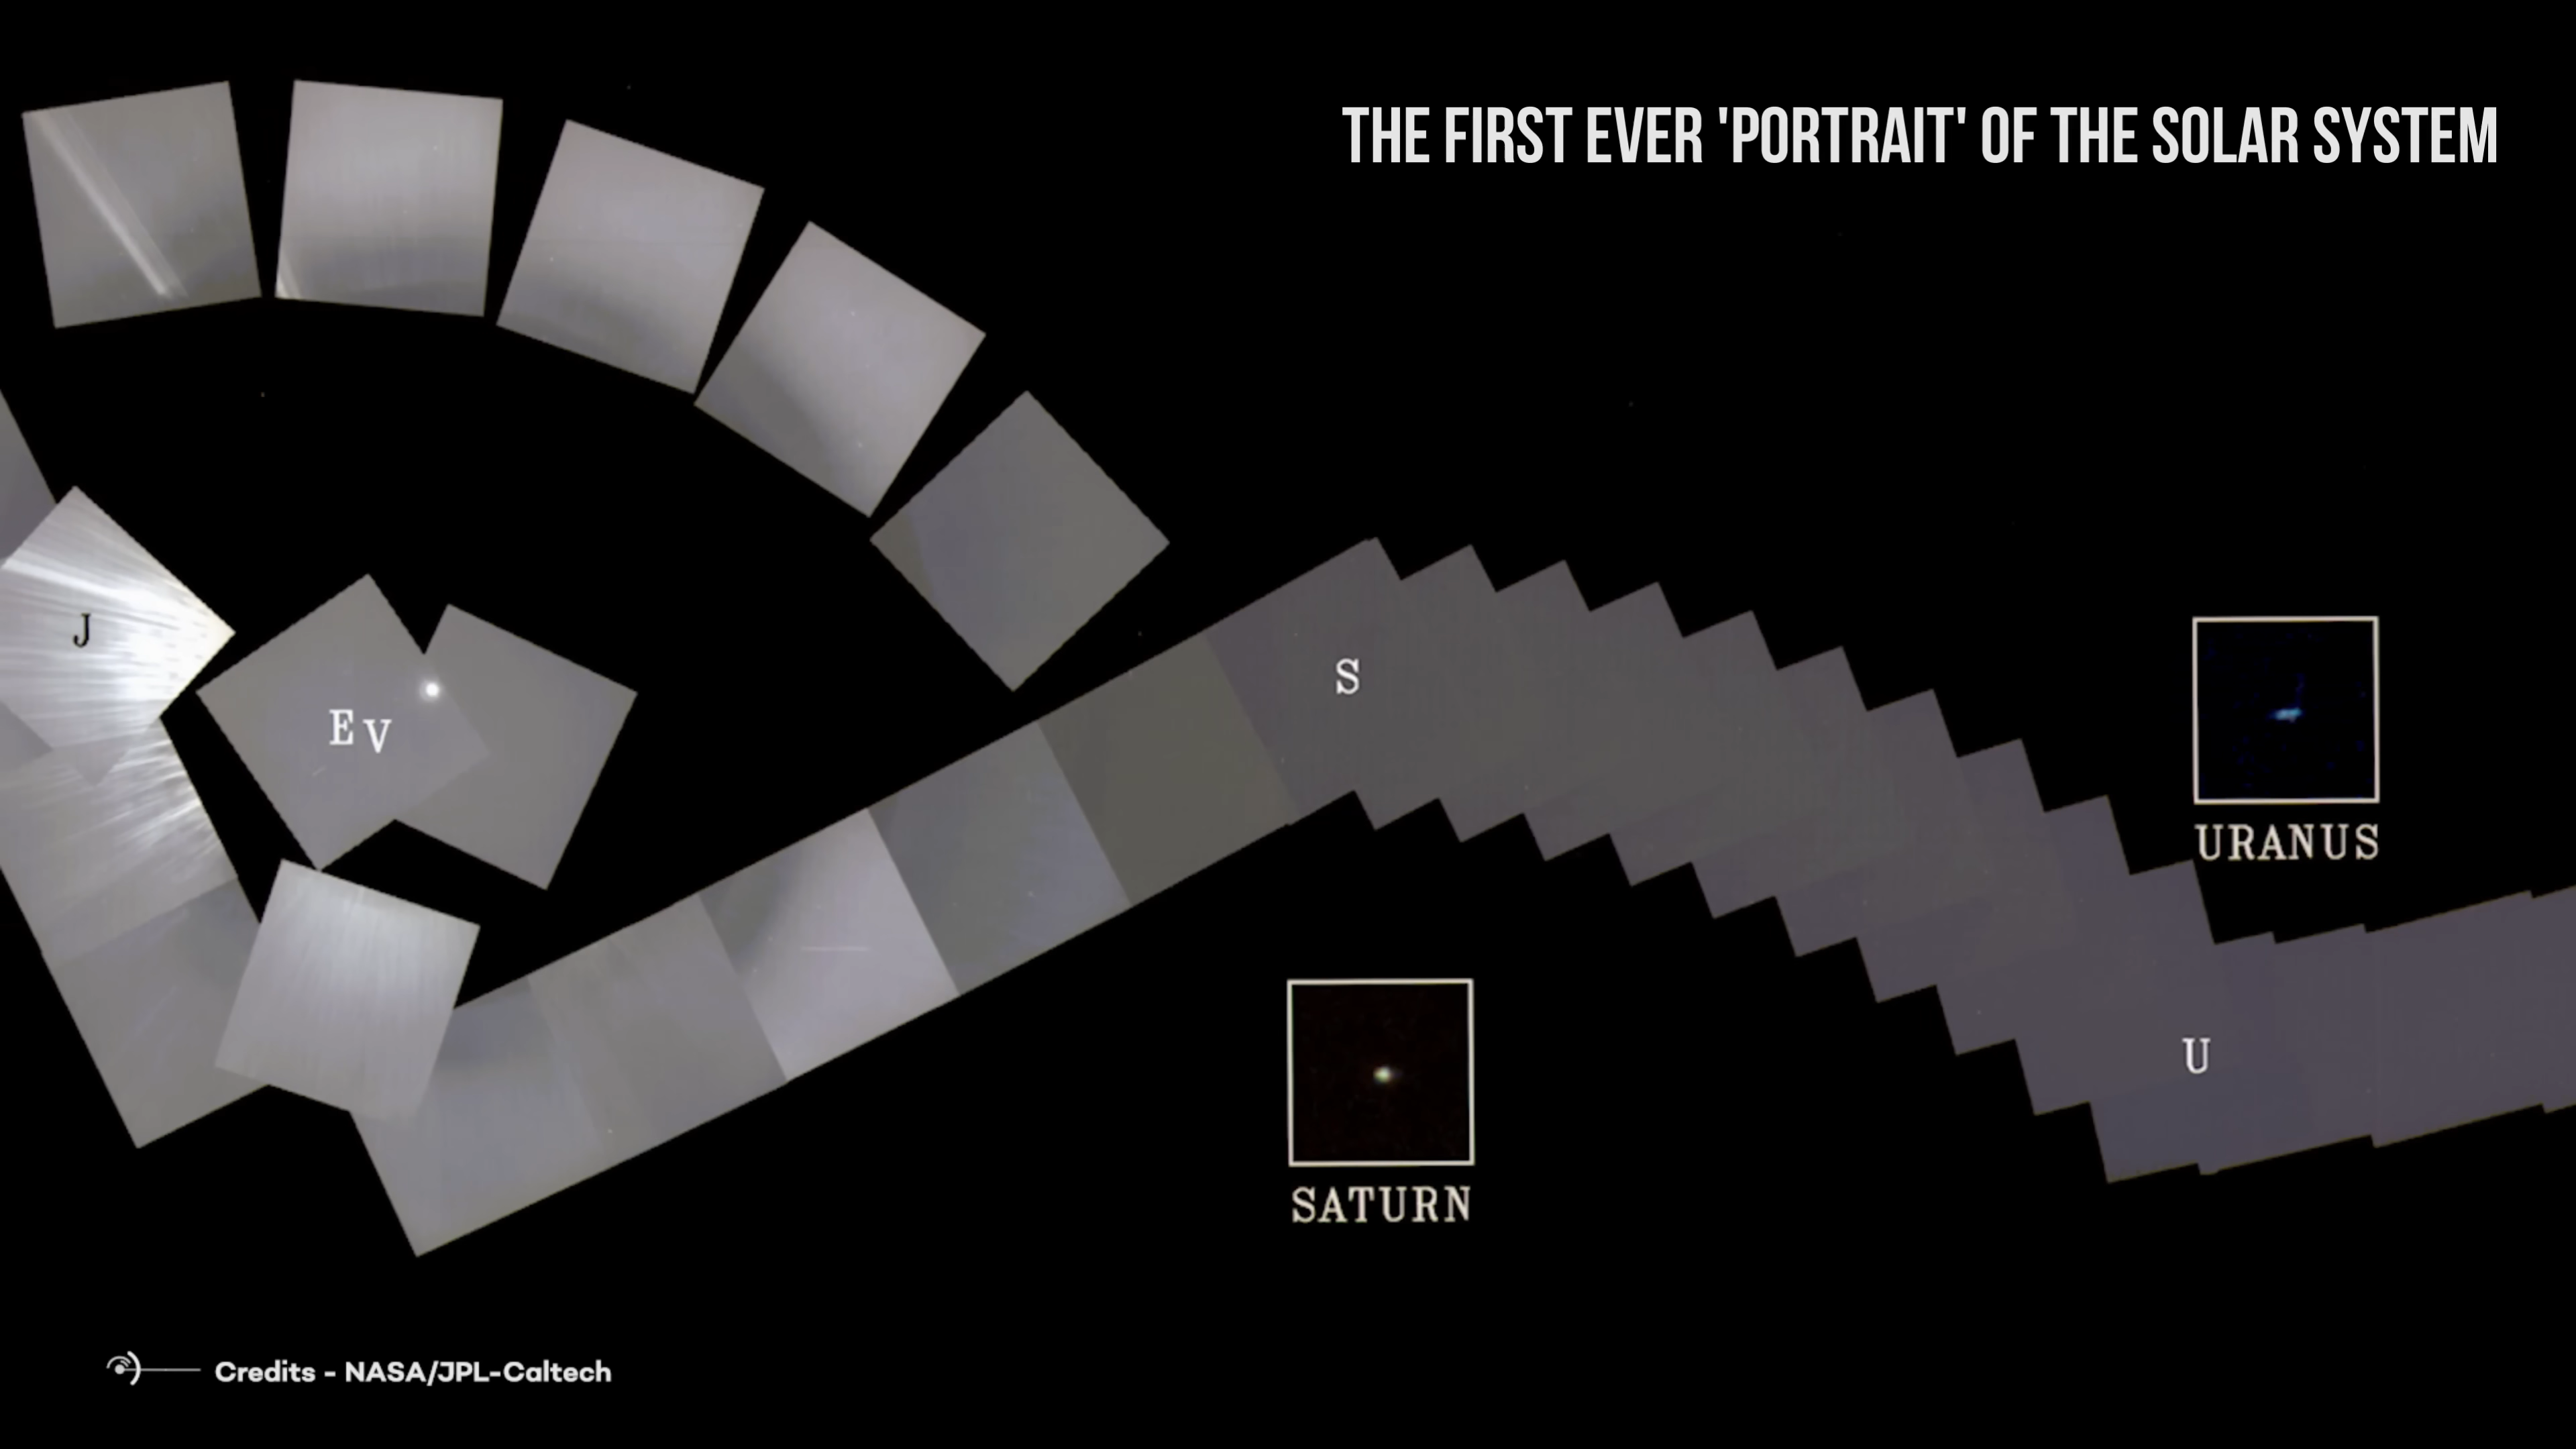 THE FIRST EVER 'PORTRAIT' OF THE SOLAR SYSTEM
J
E V
S
URANUS
U
SATURN
Credits - NASA/JPL-Caltech